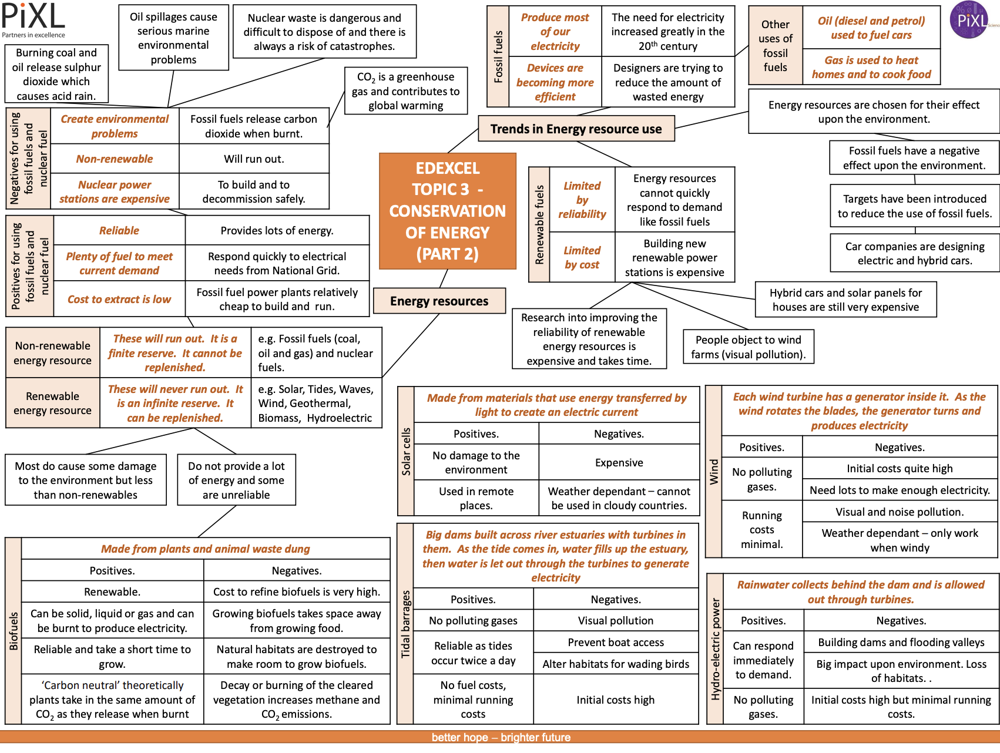 PiXL
Partners in excellence
Burning coal and
oil release sulphur
dioxide which
causes acid rain.
Oil spillages cause
serious marine
environmental
problems
Nuclear waste is dangerous and
difficult to dispose of and there is
always a risk of catastrophes.
CO2 is a greenhouse
gas and contributes to
global warming
Negatives for using
fossil fuels and
nuclear fuel
Create environmental
problems
Fossil fuels release carbon
dioxide when burnt.
Non-renewable
Will run out.
Nuclear power
stations are expensive
To build and to
decommission safely.
Positives for using
fossil fuels and
nuclear fuel
Reliable
Provides lots of energy.
Plenty of fuel to meet
current demand
Respond quickly to electrical
needs from National Grid.
Cost to extract is low
Fossil fuel power plants relatively
cheap to build and  run.
Non-renewable
energy resource
These will run out.  It is a
finite reserve.  It cannot be
replenished.
e.g. Fossil fuels (coal,
oil and gas) and nuclear
fuels.
Renewable
energy resource
These will never run out.  It
is an infinite reserve.  It
can be replenished.
e.g. Solar, Tides, Waves,
Wind, Geothermal,
Biomass,  Hydroelectric
Most do cause some damage
to the environment but less
than non-renewables
Do not provide a lot
of energy and some
are unreliable
Biofuels
Made from plants and animal waste dung
Positives.
Negatives.
Renewable.
Cost to refine biofuels is very high.
Can be solid, liquid or gas and can
be burnt to produce electricity.
Growing biofuels takes space away
from growing food.
Reliable and take a short time to
grow.
Natural habitats are destroyed to
make room to grow biofuels.
‘Carbon neutral’ theoretically
plants take in the same amount of
CO2 as they release when burnt
Decay or burning of the cleared
vegetation increases methane and
CO2 emissions.
EDEXCEL
TOPIC 3  -
CONSERVATION
OF ENERGY
(PART 2)
Energy resources
Trends in Energy resource use
Fossil fuels
Produce most
of our
electricity
The need for electricity
increased greatly in the
20th century
Devices are
becoming more
efficient
Designers are trying to
reduce the amount of
wasted energy
Other
uses of
fossil
fuels
Oil (diesel and petrol)
used to fuel cars
Gas is used to heat
homes and to cook food
PiXL
Science
Energy resources are chosen for their effect
upon the environment.
Fossil fuels have a negative
effect upon the environment.
Targets have been introduced
to reduce the use of fossil fuels.
Car companies are designing
electric and hybrid cars.
Renewable fuels
Limited
by
reliability
Energy resources
cannot quickly
respond to demand
like fossil fuels
Limited
by cost
Building new
renewable power
stations is expensive
Hybrid cars and solar panels for
houses are still very expensive
Research into improving the
reliability of renewable
energy resources is
expensive and takes time.
People object to wind
farms (visual pollution).
Solar cells
Made from materials that use energy transferred by
light to create an electric current
Positives.
Negatives.
No damage to the
environment
Expensive
Used in remote
places.
Weather dependant – cannot
be used in cloudy countries.
Wind
Each wind turbine has a generator inside it.  As the
wind rotates the blades, the generator turns and
produces electricity
Positives.
Negatives.
No polluting
gases.
Initial costs quite high
Need lots to make enough electricity.
Running
costs
minimal.
Visual and noise pollution.
Weather dependant – only work
when windy
Tidal barrages
Big dams built across river estuaries with turbines in
them.  As the tide comes in, water fills up the estuary,
then water is let out through the turbines to generate
electricity
Positives.
Negatives.
No polluting gases
Visual pollution
Reliable as tides
occur twice a day
Prevent boat access
Alter habitats for wading birds
No fuel costs,
minimal running
costs
Initial costs high
Hydro-electric power
Rainwater collects behind the dam and is allowed
out through turbines.
Positives.
Negatives.
Can respond
immediately
to demand.
Building dams and flooding valleys
Big impact upon environment. Loss
of habitats. .
No polluting
gases.
Initial costs high but minimal running
costs.
better hope – brighter future